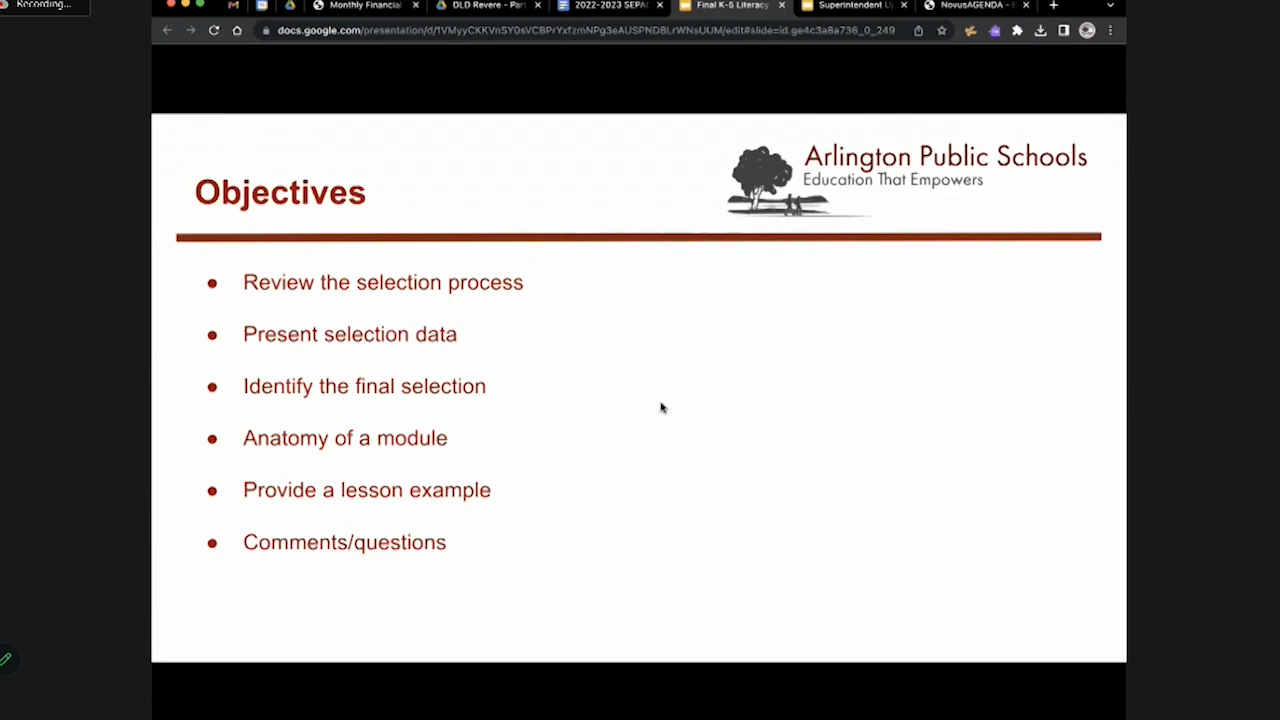 Recording...
Monthly Financial
DLD Revere - Par
2022-2023 SEPAC
Final K-5 Literacy
Superintendent U
NovusAGENDA - B
docs.google.com/presentation/d/1VMyyCKKVnSY0sVCBPrYxfzmNPg3eAUSPND8LrWNsUUM/edit#slide=id.ge4c3a8a736_0_249
Arlington Public Schools
Education That Empowers
Objectives
● Review the selection process
● Present selection data
● Identify the final selection
● Anatomy of a module
● Provide a lesson example
● Comments/questions